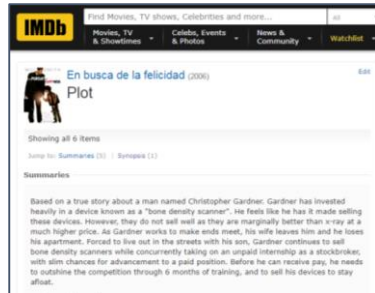 IMDb
Find Movies, TV shows, Celebrities and more...
All
Movies, TV & Showtimes
Celebs, Events & Photos
News & Community
Watchlist
En busca de la felicidad (2006)
Edit
Plot
Showing all 6 items
Jump to: Summaries (5) | Synopsis (1)
Summaries
Based on a true story about a man named Christopher Gardner. Gardner has invested
heavily in a device known as a "bone density scanner". He feels like he has it made selling
these devices. However, they do not sell well as they are marginally better than x-ray at a
much higher price. As Gardner works to make ends meet, his wife leaves him and he loses
his apartment. Forced to live out in the streets with his son, Gardner continues to sell
bone density scanners while concurrently taking on an unpaid internship as a stockbroker,
with slim chances for advancement to a paid position. Before he can receive pay, he needs
to outshine the competition through 6 months of training, and to sell his devices to stay
afloat.